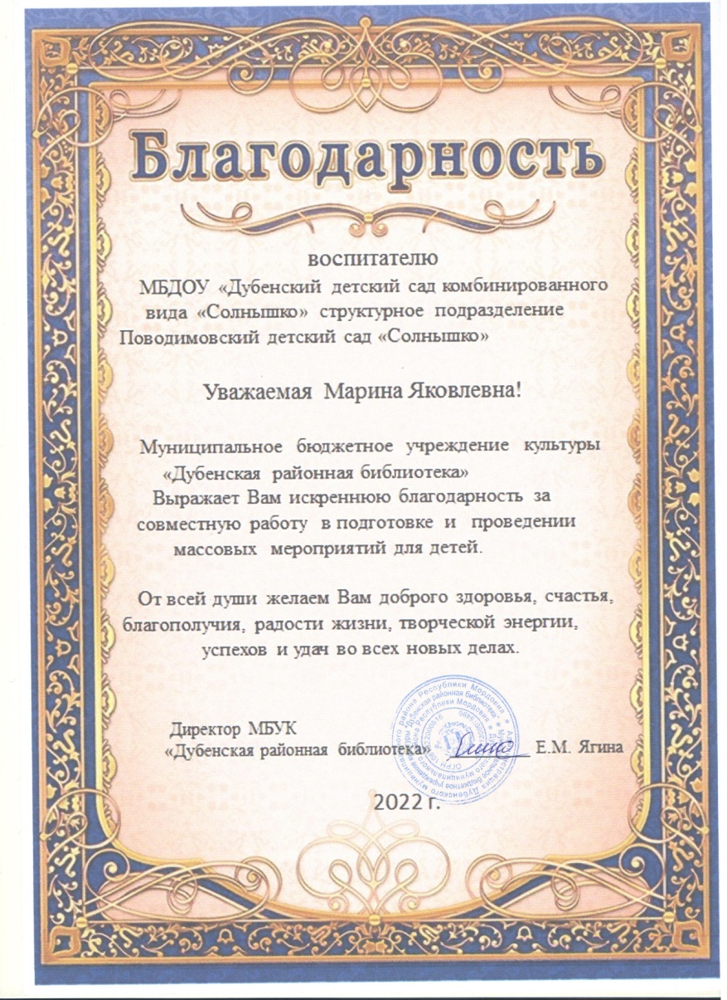 Благодарность
воспитателю
МБДОУ «Дубенский детский сад комбинированного
вида «Солнышко» структурное подразделение
Поводимовский детский сад «Солнышко»
Уважаемая Марина Яковлевна!
Муниципальное бюджетное учреждение культуры
«Дубенская районная библиотека»
Выражает Вам искреннюю благодарность за
совместную работу в подготовке и проведении
массовых мероприятий для детей.
От всей души желаем Вам доброго здоровья, счастья,
благополучия, радости жизни, творческой энергии,
успехов и удач во всех новых делах.
Директор МБУК
«Дубенская районная библиотека» Е.М. Ягина
2022 г.